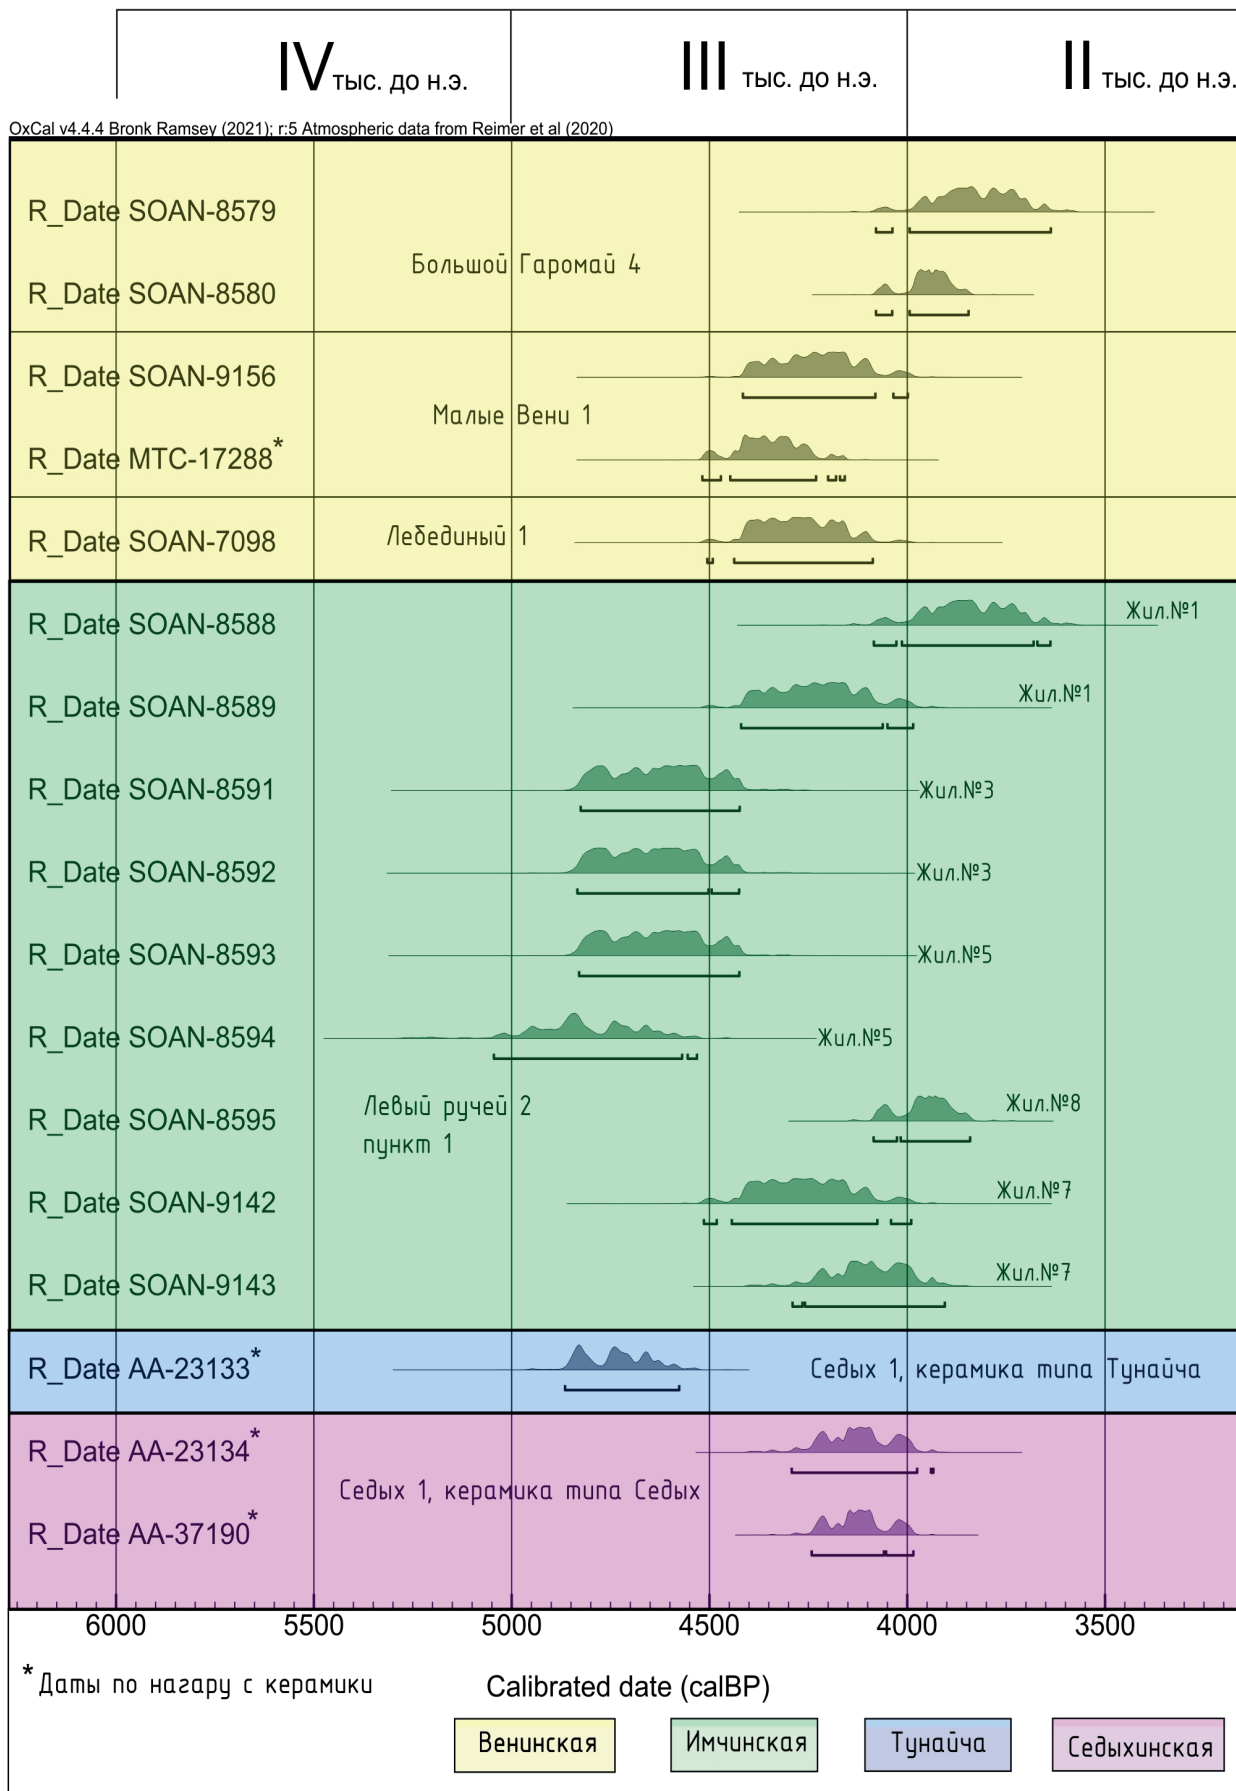 IV тыс. до н.э. III тыс. до н.э. II тыс. до н.э.
OxCal v4.4.4 Bronk Ramsey (2021); r:5 Atmospheric data from Reimer et al (2020)
R_Date SOAN-8579
Большой Гаромай 4
R_Date SOAN-8580
R_Date SOAN-9156
Малые Вени 1
R_Date MTC-17288*
R_Date SOAN-7098 Лебединый 1
R_Date SOAN-8588 Жил.№1
R_Date SOAN-8589 Жил.№1
R_Date SOAN-8591 Жил.№3
R_Date SOAN-8592 Жил.№3
R_Date SOAN-8593 Жил.№5
R_Date SOAN-8594 Жил.№5
Левый ручей 2
R_Date SOAN-8595 Жил.№8
пункт 1
R_Date SOAN-9142 Жил.№7
R_Date SOAN-9143 Жил.№7
R_Date AA-23133* Седых 1, керамика типа Тунайча
R_Date AA-23134*
Седых 1, керамика типа Седых
R_Date AA-37190*
6000 5500 5000 4500 4000 3500
* Даты по нагару с керамики Calibrated date (calBP)
Венинская Имчинская Тунайча Седыхинская